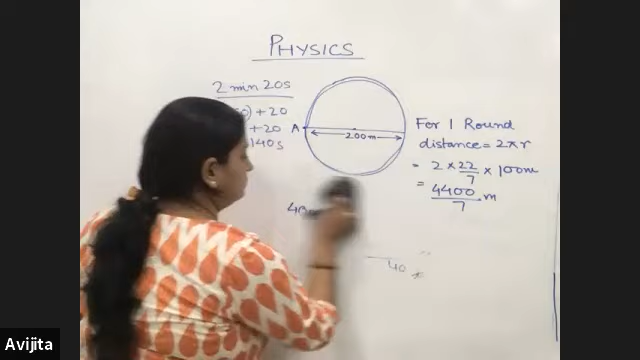 PHYSICS
2 min 20s
+ 20
+ 20
40s
A
200m
For 1 Round
distance = 2πr
= 2 × 22/7 × 100m
= 4400/7 m
40
Avijita